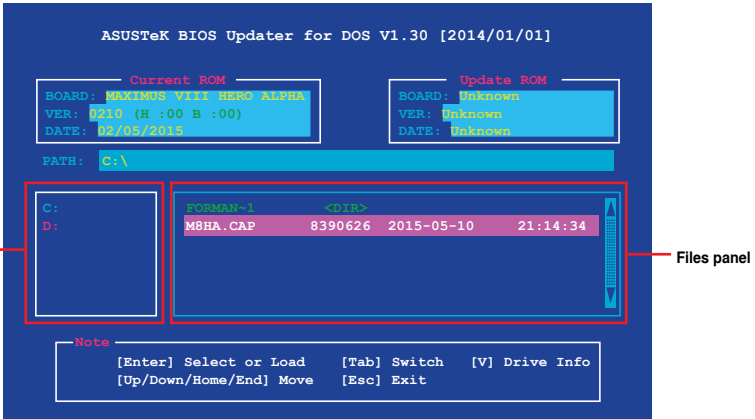 ASUSTeK BIOS Updater for DOS V1.30 [2014/01/01]
Current ROM
BOARD: MAXIMUS VIII HERO ALPHA
VER: 0210 (H :00 B :00)
DATE: 02/05/2015
Update ROM
BOARD: Unknown
VER: Unknown
DATE: Unknown
PATH: C:\
C:
D:
FORMAN~1 <DIR>
M8HA.CAP 8390626 2015-05-10 21:14:34
Files panel
Note
[Enter] Select or Load [Tab] Switch [V] Drive Info
[Up/Down/Home/End] Move [Esc] Exit